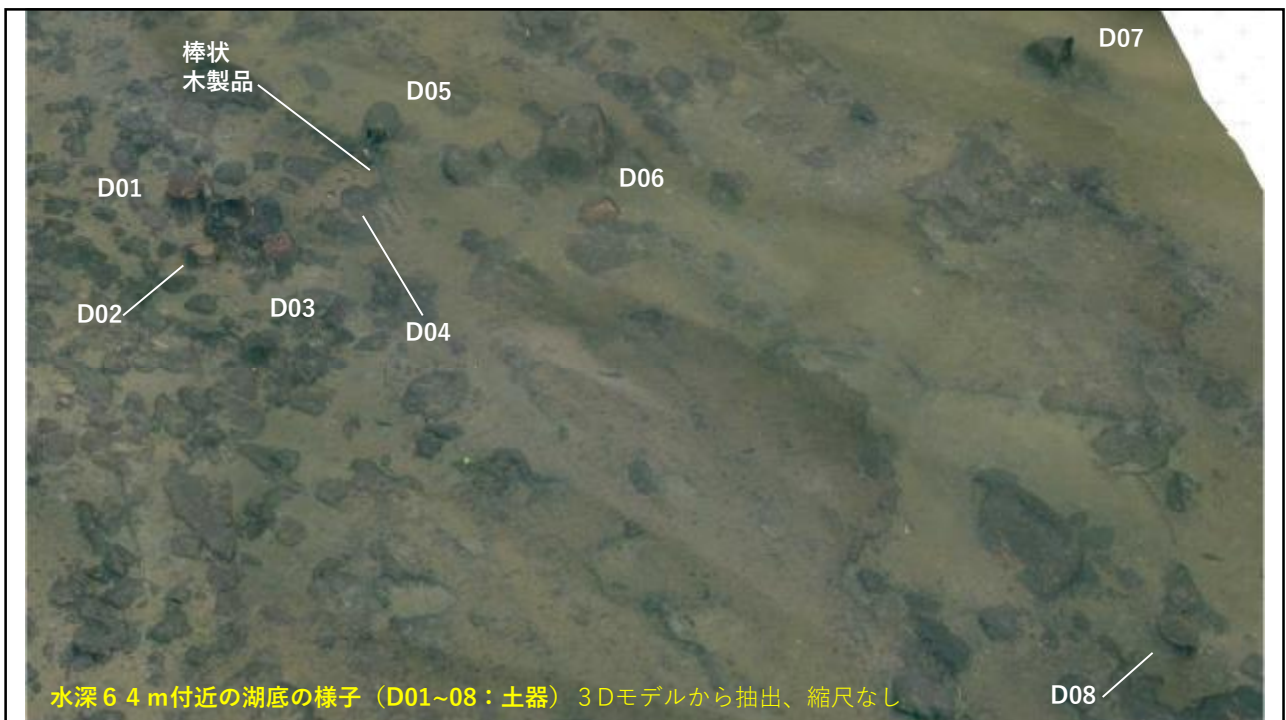 棒状
木製品
D05
D07
D01
D06
D02
D03
D04
D08
水深６４ｍ付近の湖底の様子（D01~08：土器）３Dモデルから抽出、縮尺なし